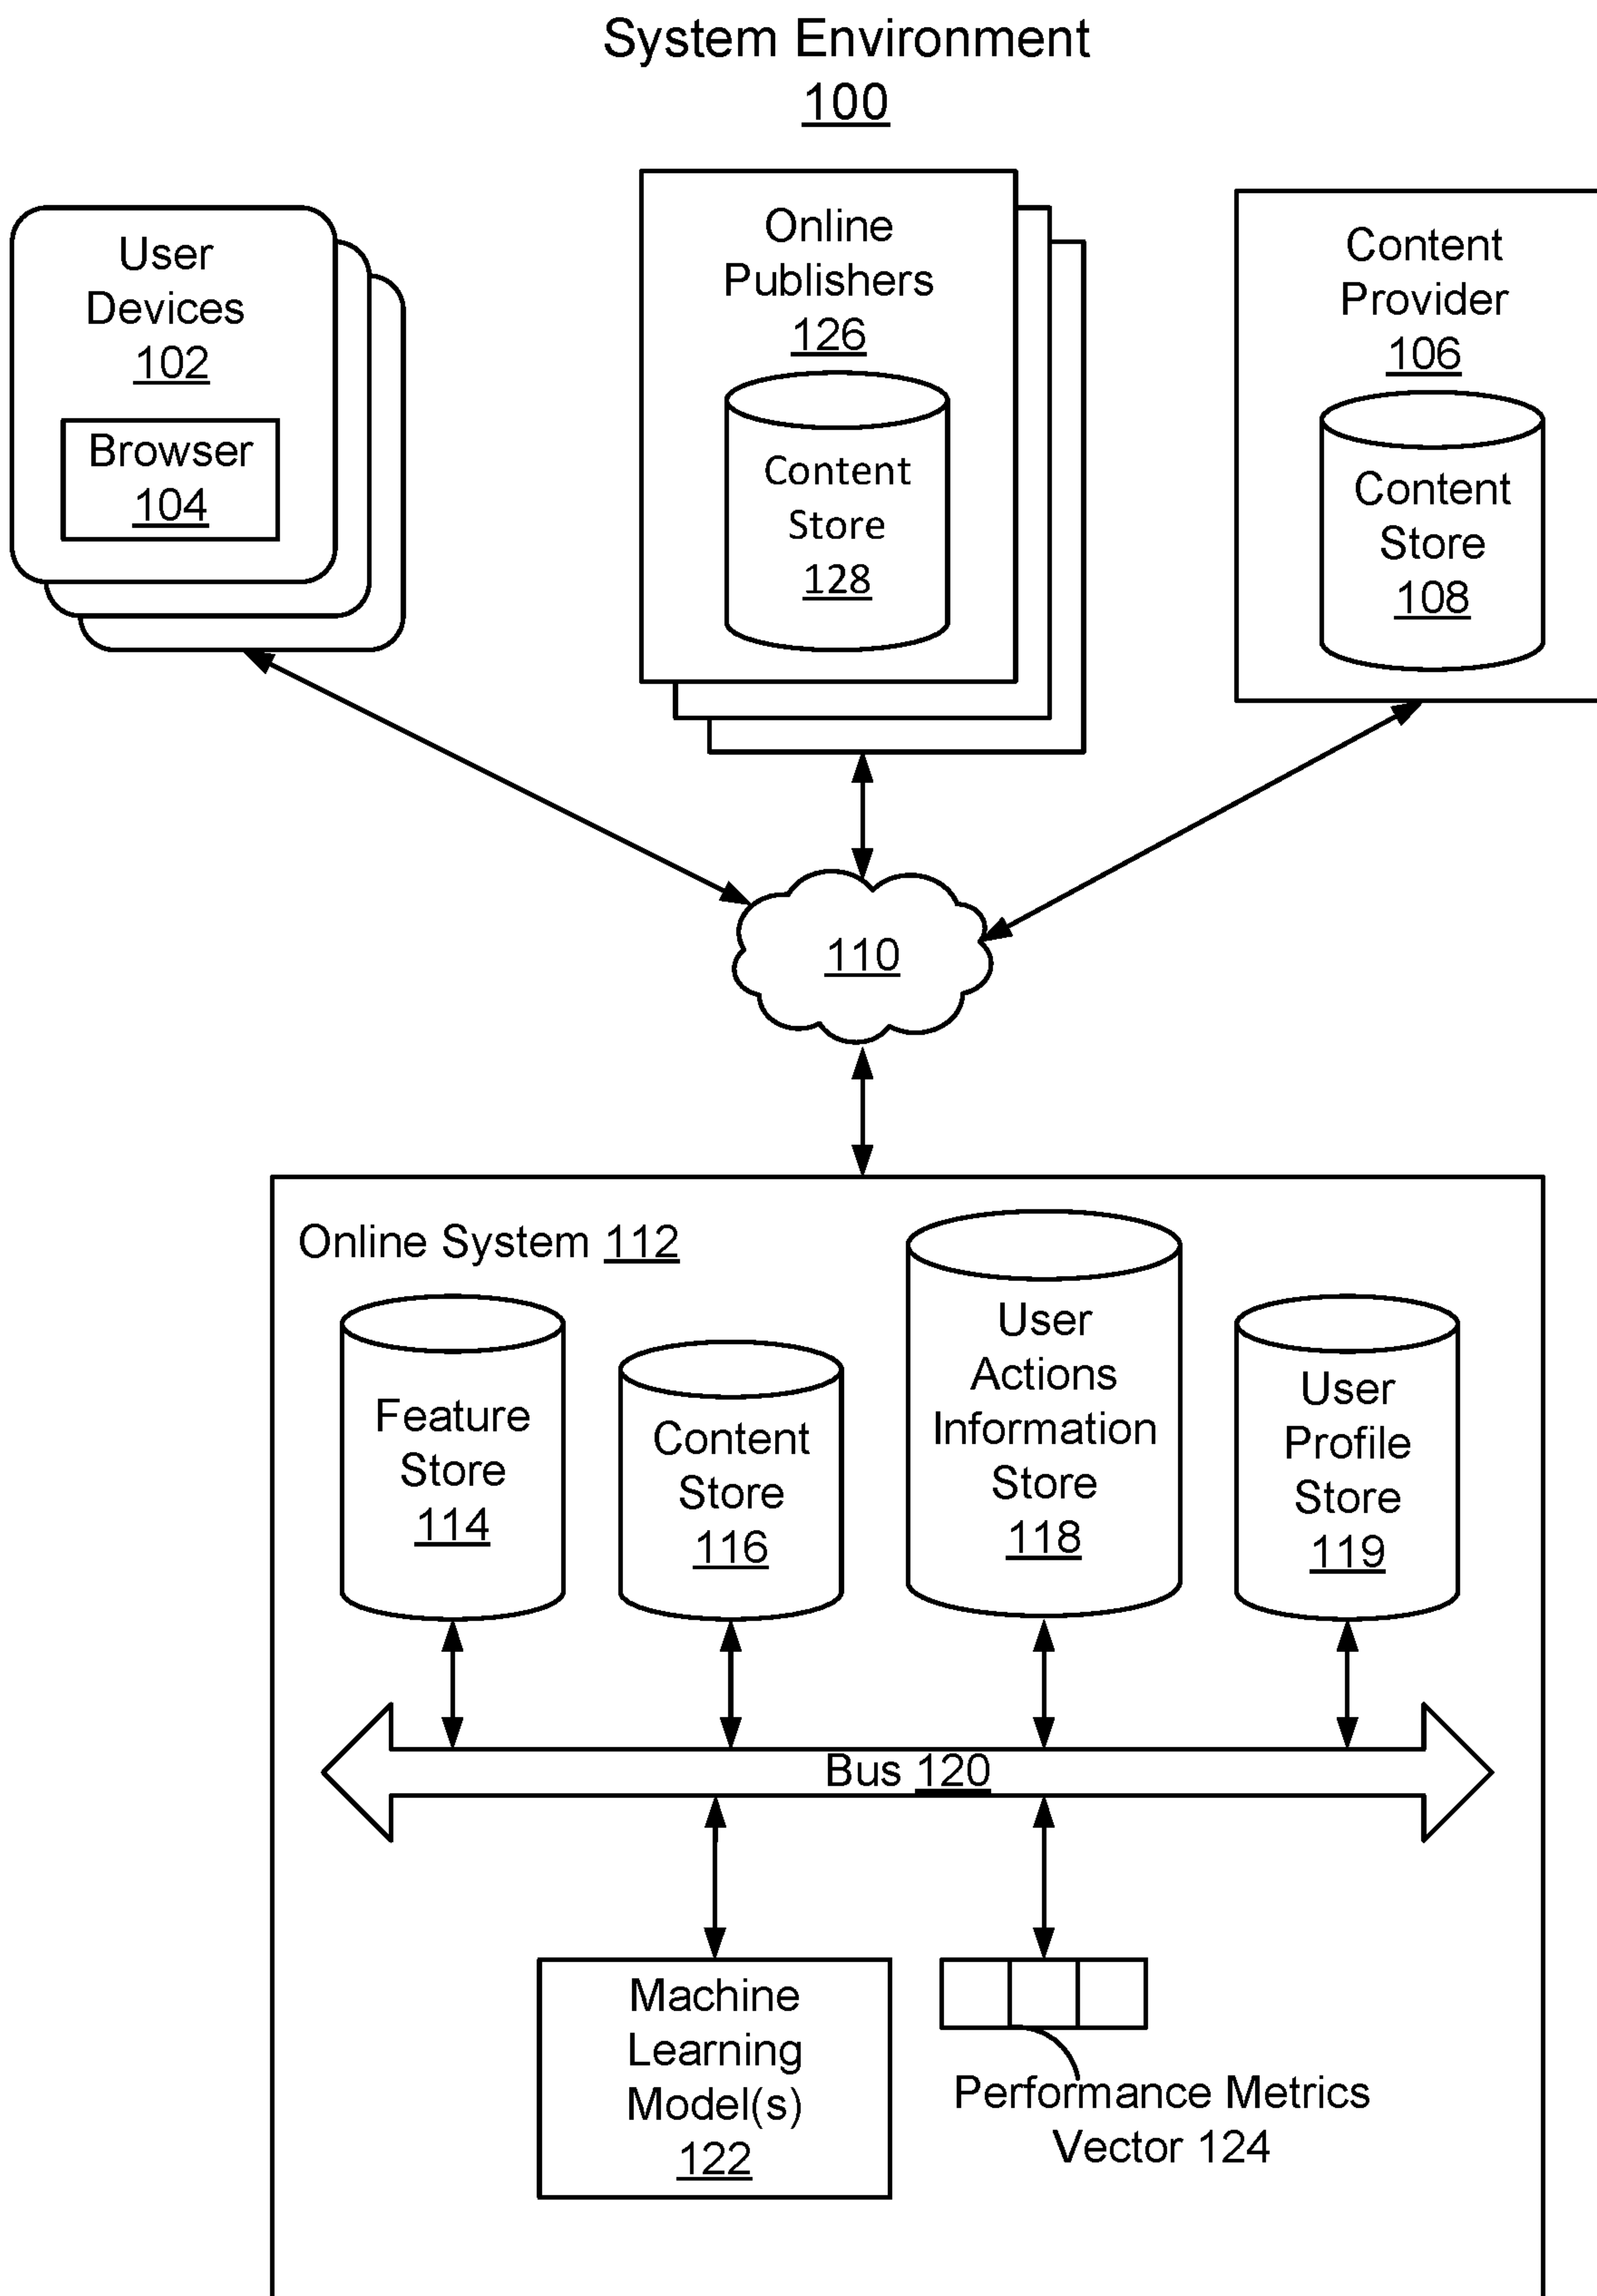 System Environment
100
User
Devices
102
Browser
104
Online
Publishers
126
Content
Store
128
Content
Provider
106
Content
Store
108
110
Online System 112
Feature
Store
114
Content
Store
116
User
Actions
Information
Store
118
User
Profile
Store
119
Bus 120
Machine
Learning
Model(s)
122
Performance Metrics
Vector 124